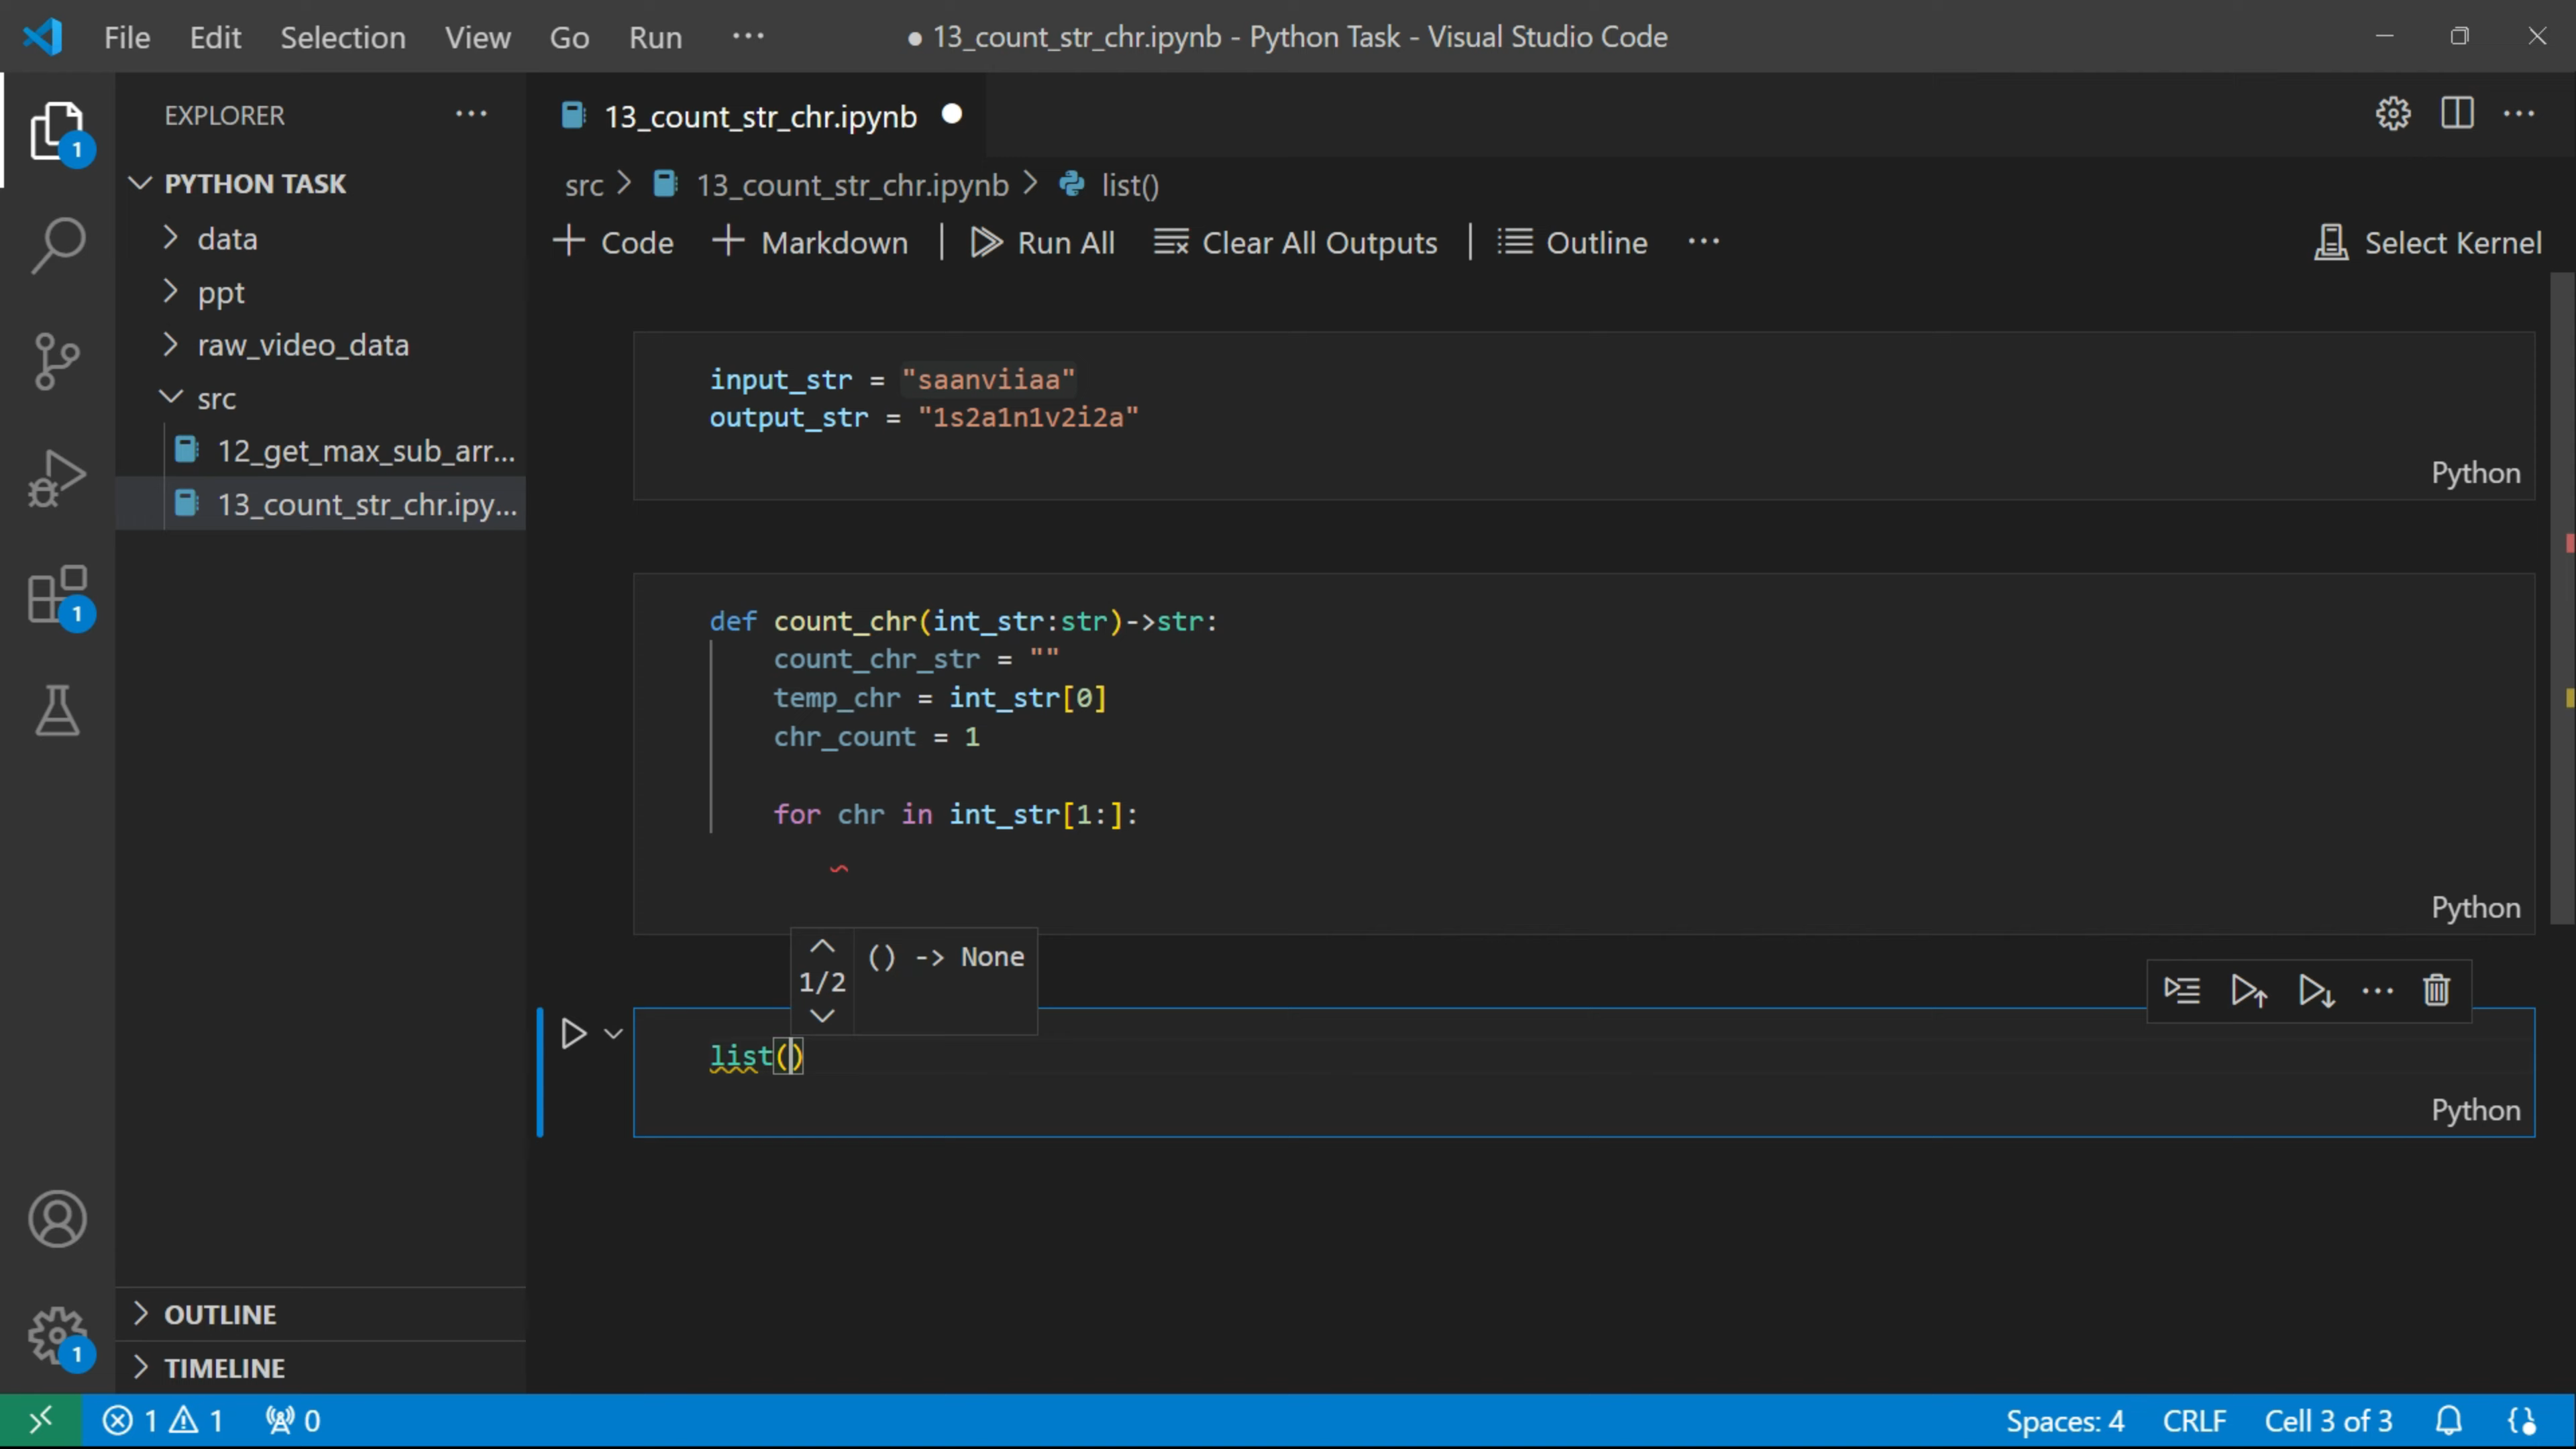 File Edit Selection View Go Run ··· ● 13_count_str_chr.ipynb - Python Task - Visual Studio Code
EXPLORER ···
PYTHON TASK
data
ppt
raw_video_data
src
12_get_max_sub_arr...
13_count_str_chr.ipy...
OUTLINE
TIMELINE
1
1
1
13_count_str_chr.ipynb ●
src > 13_count_str_chr.ipynb > list()
+ Code + Markdown | Run All Clear All Outputs | Outline ··· Select Kernel
input_str = "saanviiaa"
output_str = "1s2a1n1v2i2a"
Python
def count_chr(int_str:str)->str:
count_chr_str = ""
temp_chr = int_str[0]
chr_count = 1
for chr in int_str[1:]:
Python
() -> None
1/2
list()
Python
1 1 0 Spaces: 4 CRLF Cell 3 of 3